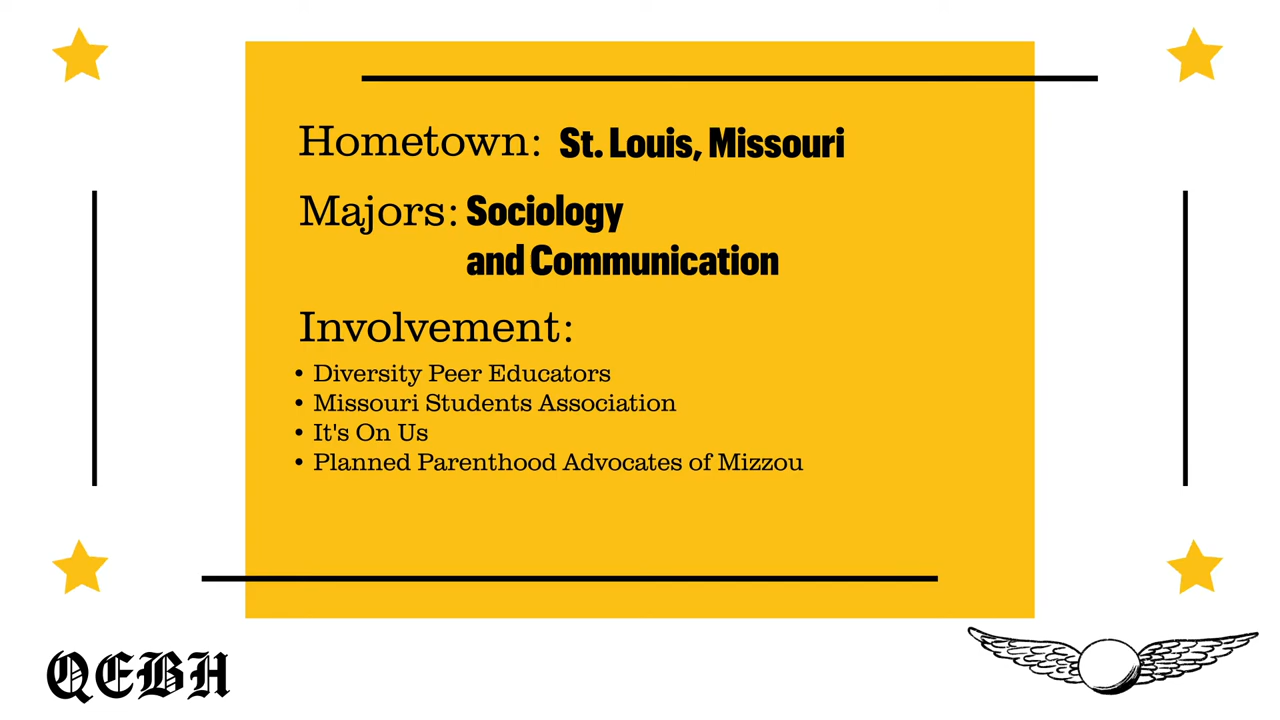 Hometown: St. Louis, Missouri
Majors: Sociology
and Communication
Involvement:
• Diversity Peer Educators
• Missouri Students Association
• It's On Us
• Planned Parenthood Advocates of Mizzou
QEBH